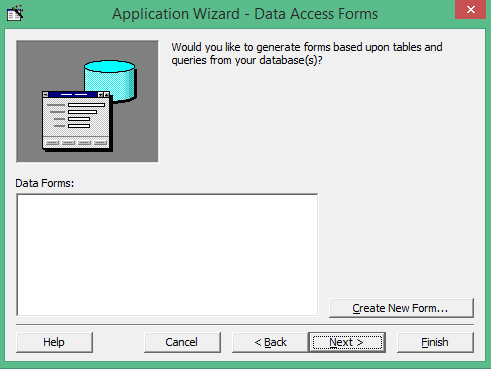 Application Wizard - Data Access Forms
Would you like to generate forms based upon tables and
queries from your database(s)?
Data Forms:
Create New Form...
Help
Cancel
< Back
Next >
Finish